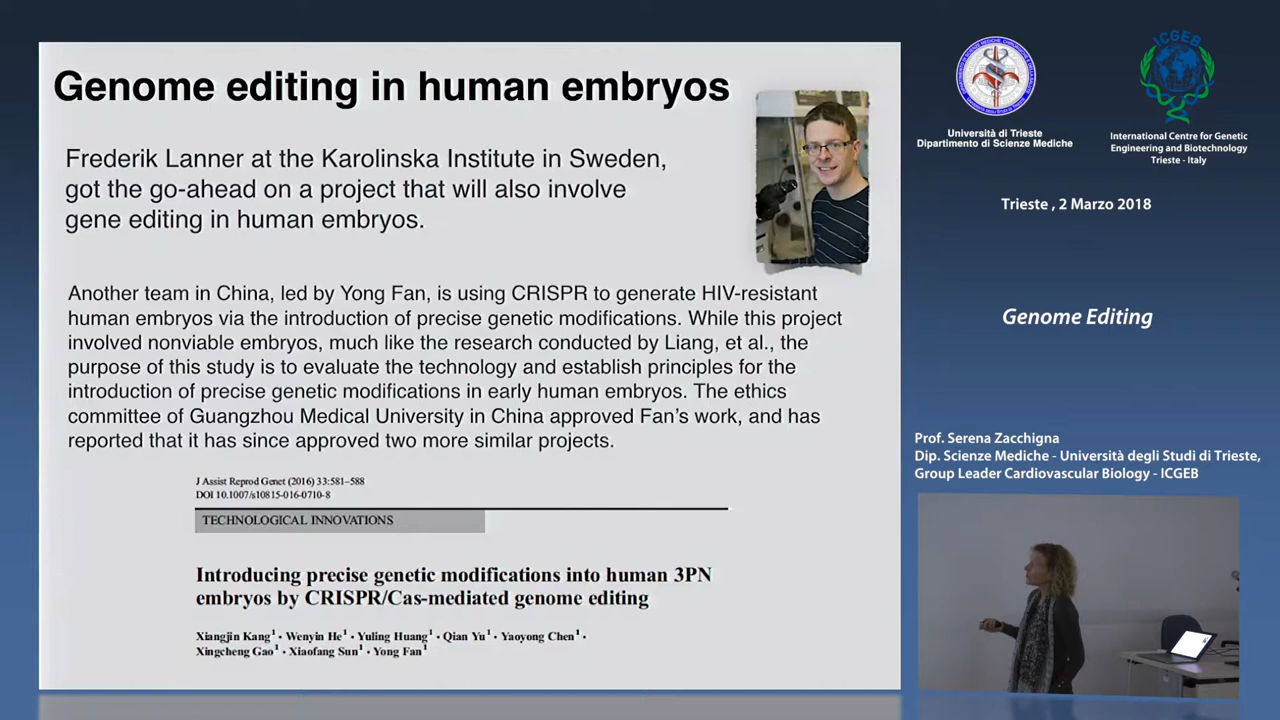 Genome editing in human embryos
Frederik Lanner at the Karolinska Institute in Sweden,
got the go-ahead on a project that will also involve
gene editing in human embryos.
Another team in China, led by Yong Fan, is using CRISPR to generate HIV-resistant
human embryos via the introduction of precise genetic modifications. While this project
involved nonviable embryos, much like the research conducted by Liang, et al., the
purpose of this study is to evaluate the technology and establish principles for the
introduction of precise genetic modifications in early human embryos. The ethics
committee of Guangzhou Medical University in China approved Fan's work, and has
reported that it has since approved two more similar projects.
J Assist Reprod Genet (2016) 33:581–588
DOI 10.1007/s10815-016-0710-8
TECHNOLOGICAL INNOVATIONS
Introducing precise genetic modifications into human 3PN
embryos by CRISPR/Cas-mediated genome editing
Xiangjin Kang¹ · Wenyin He¹ · Yuling Huang¹ · Qian Yu¹ · Yaoyong Chen¹ ·
Xingcheng Gao¹ · Xiaofang Sun¹ · Yong Fan¹
ICGEB
Università di Trieste
Dipartimento di Scienze Mediche
International Centre for Genetic
Engineering and Biotechnology
Trieste - Italy
Trieste , 2 Marzo 2018
Genome Editing
Prof. Serena Zacchigna
Dip. Scienze Mediche - Università degli Studi di Trieste,
Group Leader Cardiovascular Biology - ICGEB